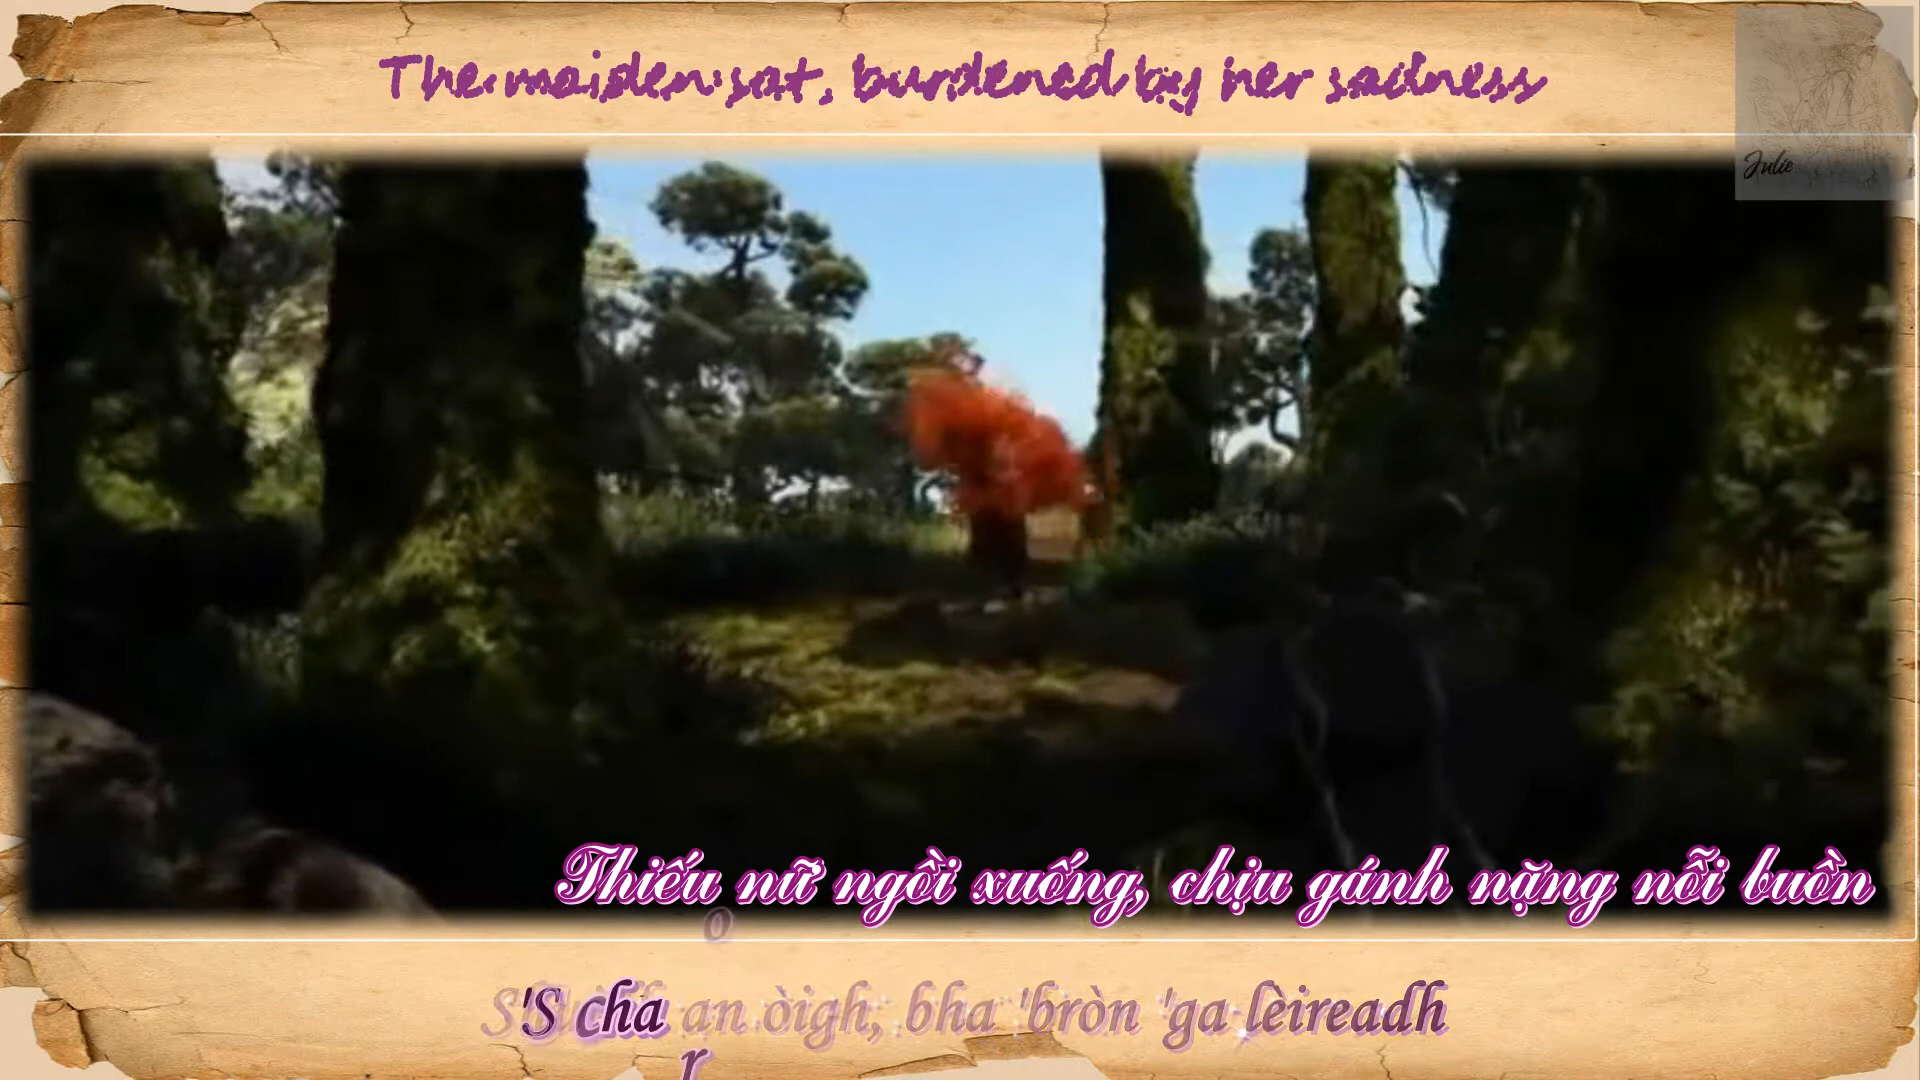 The maiden sat, burdened by her sadness
Julie
Thiếu nữ ngồi xuống, chịu gánh nặng nỗi buồn
an òigh, bha 'bròn 'ga lèireadh